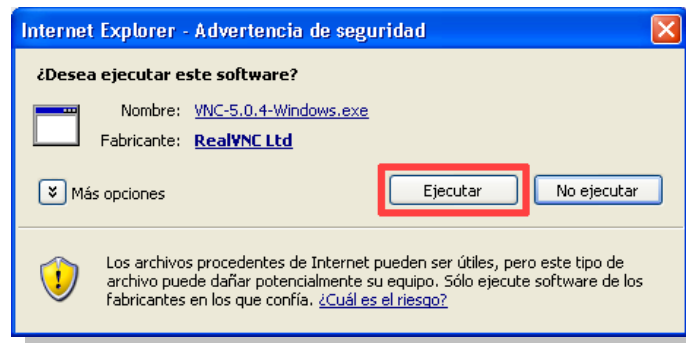 Internet Explorer - Advertencia de seguridad
¿Desea ejecutar este software?
Nombre: VNC-5.0.4-Windows.exe
Fabricante: RealVNC Ltd
Más opciones
Ejecutar
No ejecutar
Los archivos procedentes de Internet pueden ser útiles, pero este tipo de
archivo puede dañar potencialmente su equipo. Sólo ejecute software de los
fabricantes en los que confía. ¿Cuál es el riesgo?